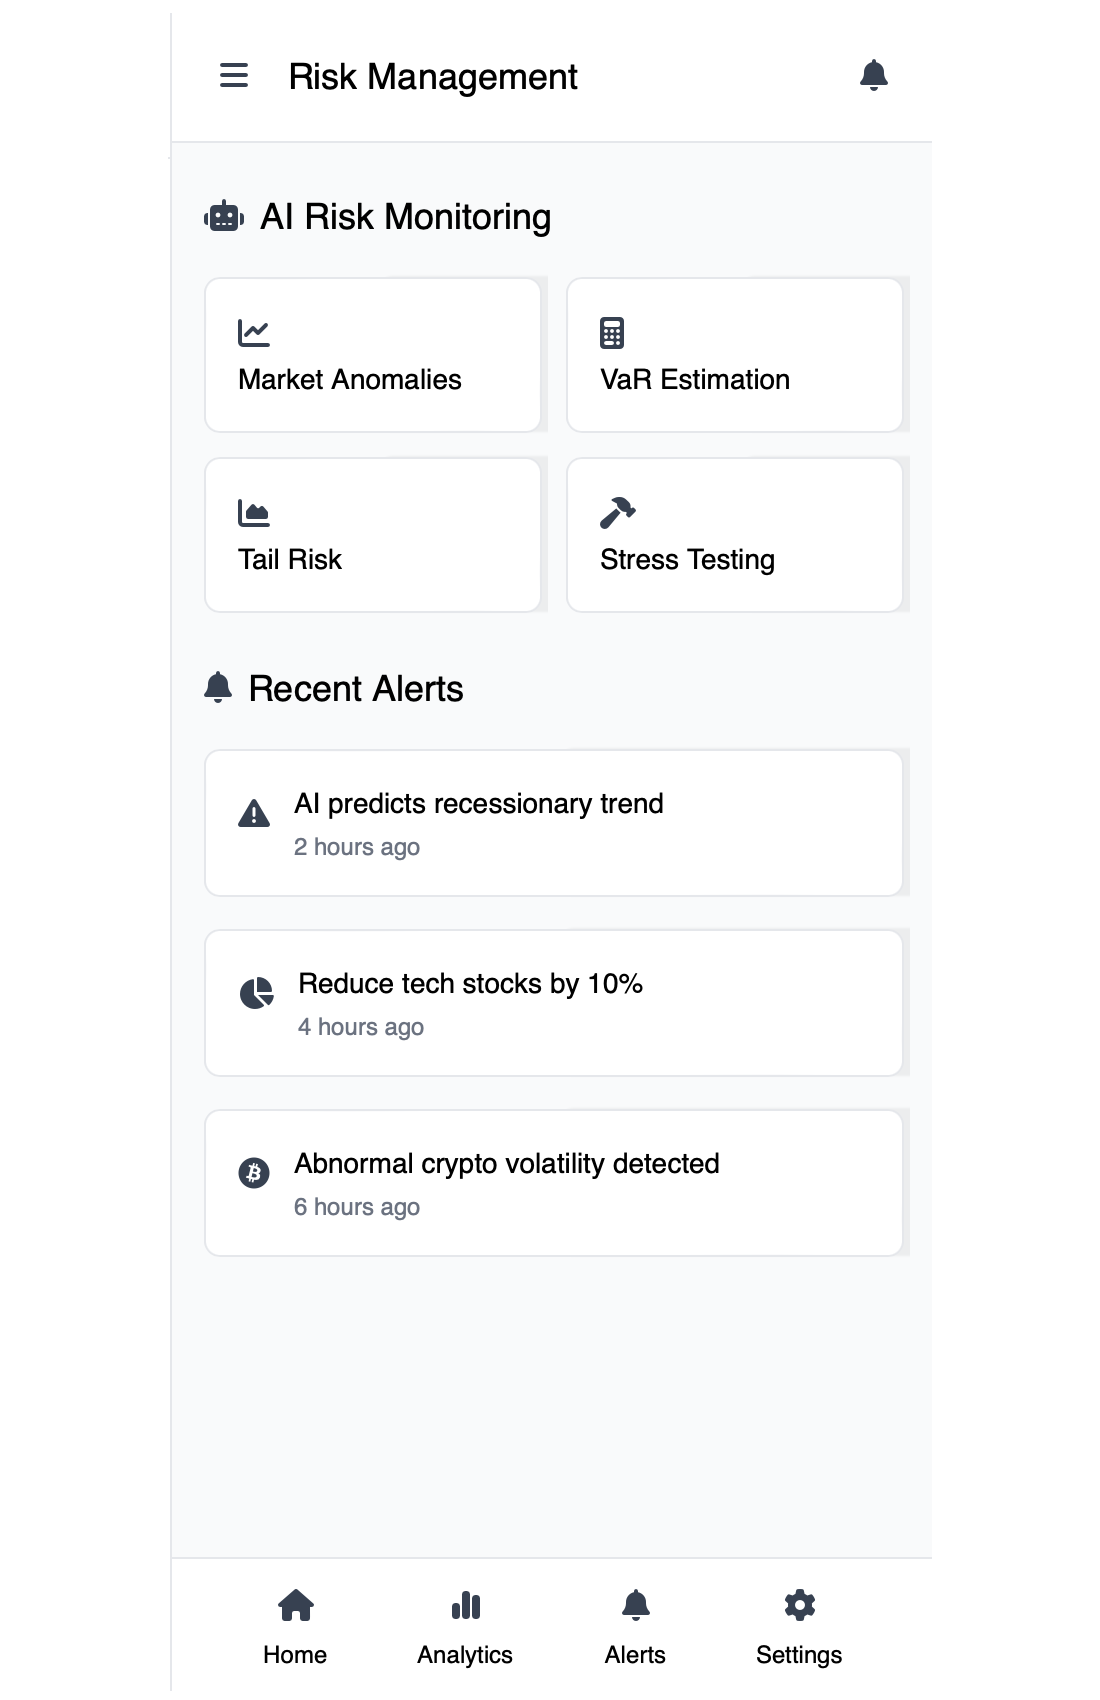 Risk Management
AI Risk Monitoring
Market Anomalies
VaR Estimation
Tail Risk
Stress Testing
Recent Alerts
AI predicts recessionary trend
2 hours ago
Reduce tech stocks by 10%
4 hours ago
Abnormal crypto volatility detected
6 hours ago
Home
Analytics
Alerts
Settings